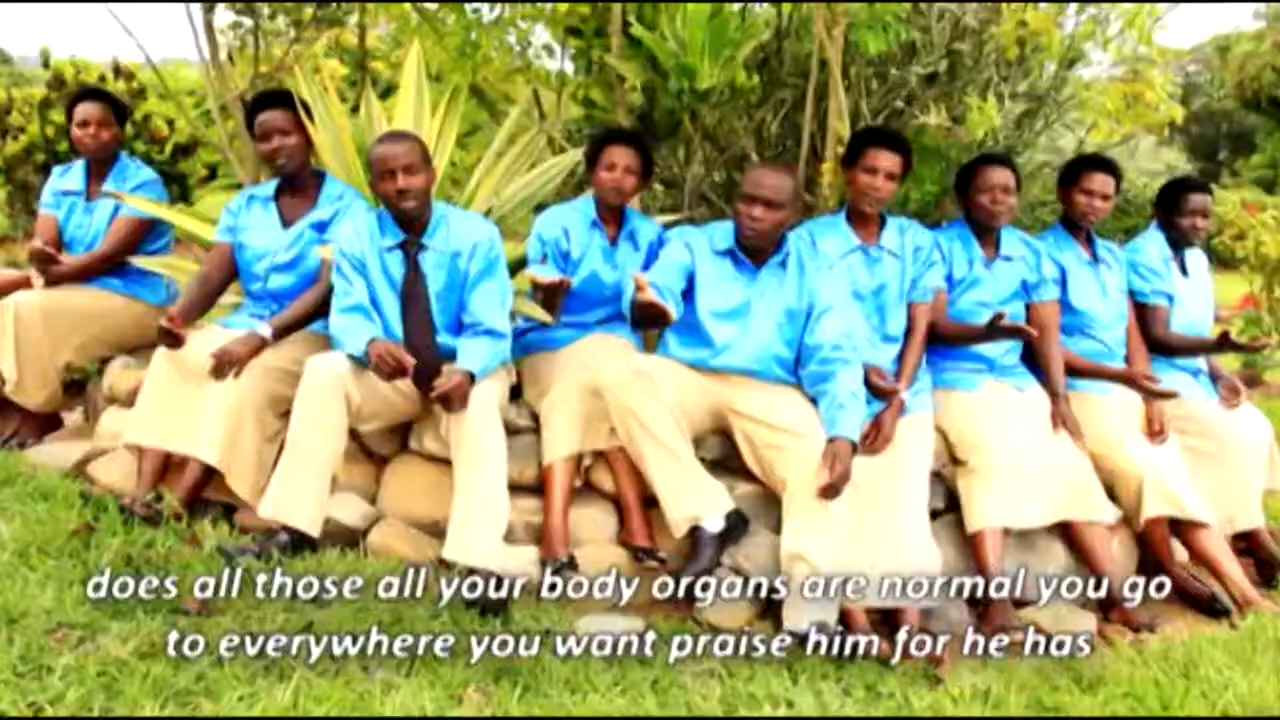 does all those all your body organs are normal you go
to everywhere you want praise him for he has